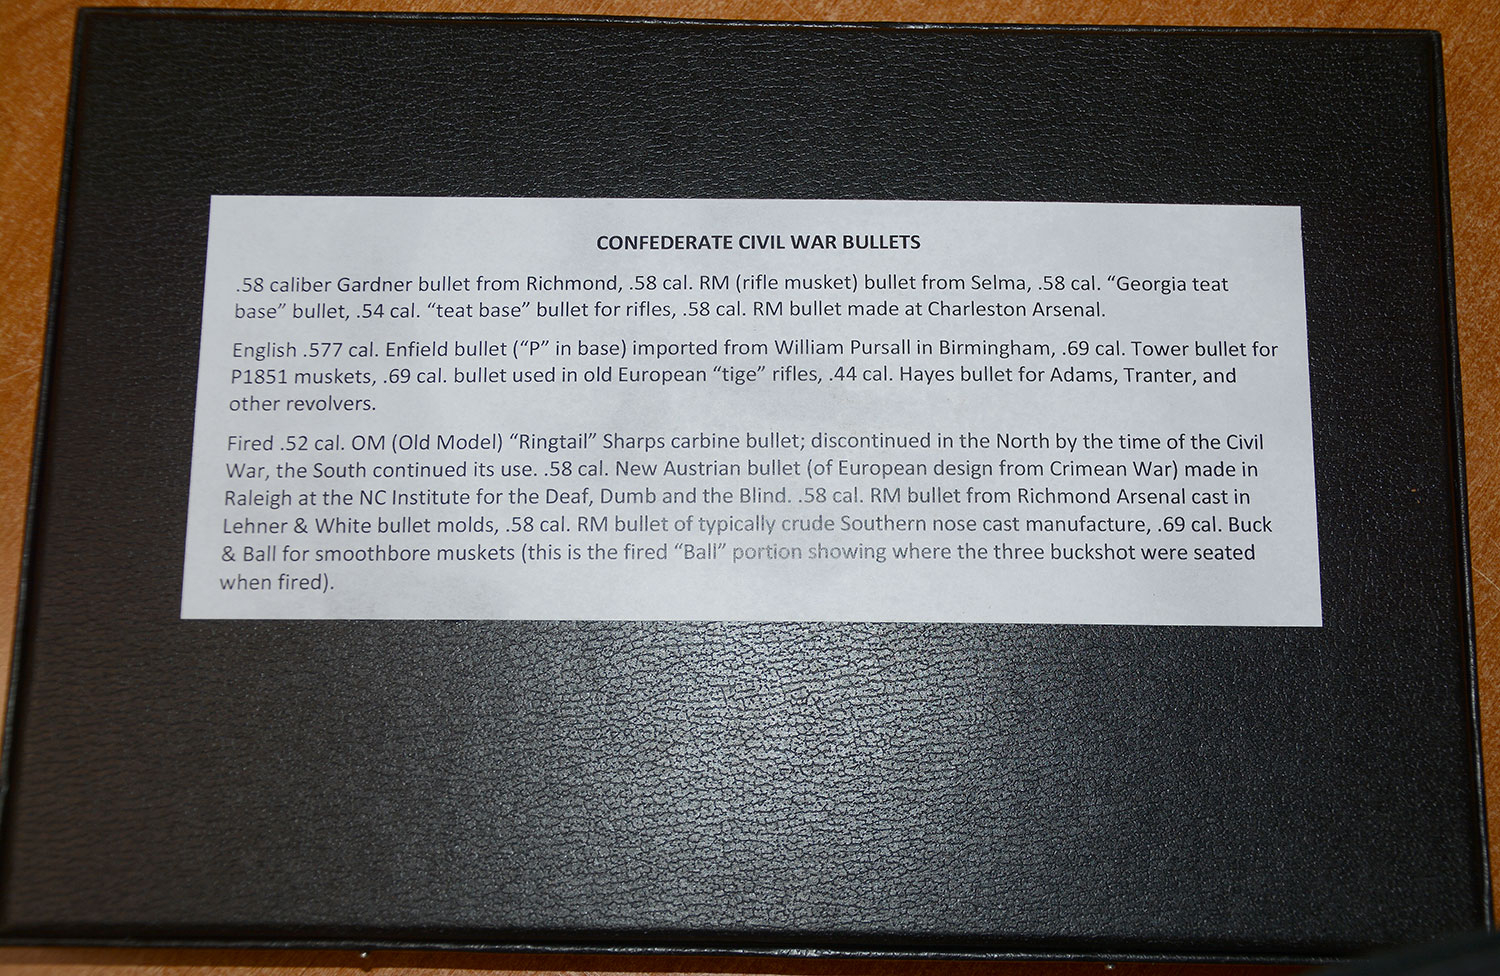 CONFEDERATE CIVIL WAR BULLETS
.58 caliber Gardner bullet from Richmond, .58 cal. RM (rifle musket) bullet from Selma, .58 cal. “Georgia teat
base” bullet, .54 cal. “teat base” bullet for rifles, .58 cal. RM bullet made at Charleston Arsenal.
English .577 cal. Enfield bullet (“P” in base) imported from William Pursall in Birmingham, .69 cal. Tower bullet for
P1851 muskets, .69 cal. bullet used in old European “tige” rifles, .44 cal. Hayes bullet for Adams, Tranter, and
other revolvers.
Fired .52 cal. OM (Old Model) “Ringtail” Sharps carbine bullet; discontinued in the North by the time of the Civil
War, the South continued its use. .58 cal. New Austrian bullet (of European design from Crimean War) made in
Raleigh at the NC Institute for the Deaf, Dumb and the Blind. .58 cal. RM bullet from Richmond Arsenal cast in
Lehner & White bullet molds, .58 cal. RM bullet of typically crude Southern nose cast manufacture, .69 cal. Buck
& Ball for smoothbore muskets (this is the fired “Ball” portion showing where the three buckshot were seated
when fired).